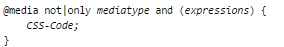 @media not|only mediatype and (expressions) {
    CSS-Code;
}